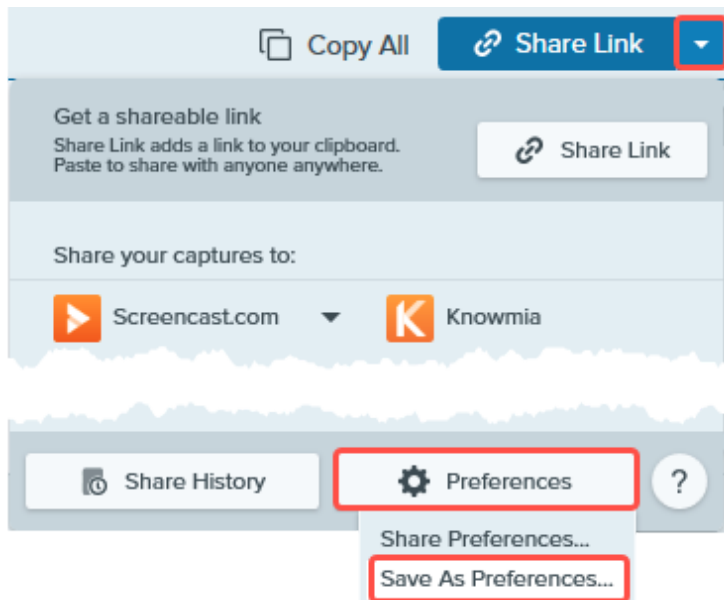 Copy All
Share Link
Get a shareable link
Share Link adds a link to your clipboard.
Paste to share with anyone anywhere.
Share Link
Share your captures to:
Screencast.com
Knowmia
Share History
Preferences
?
Share Preferences...
Save As Preferences...